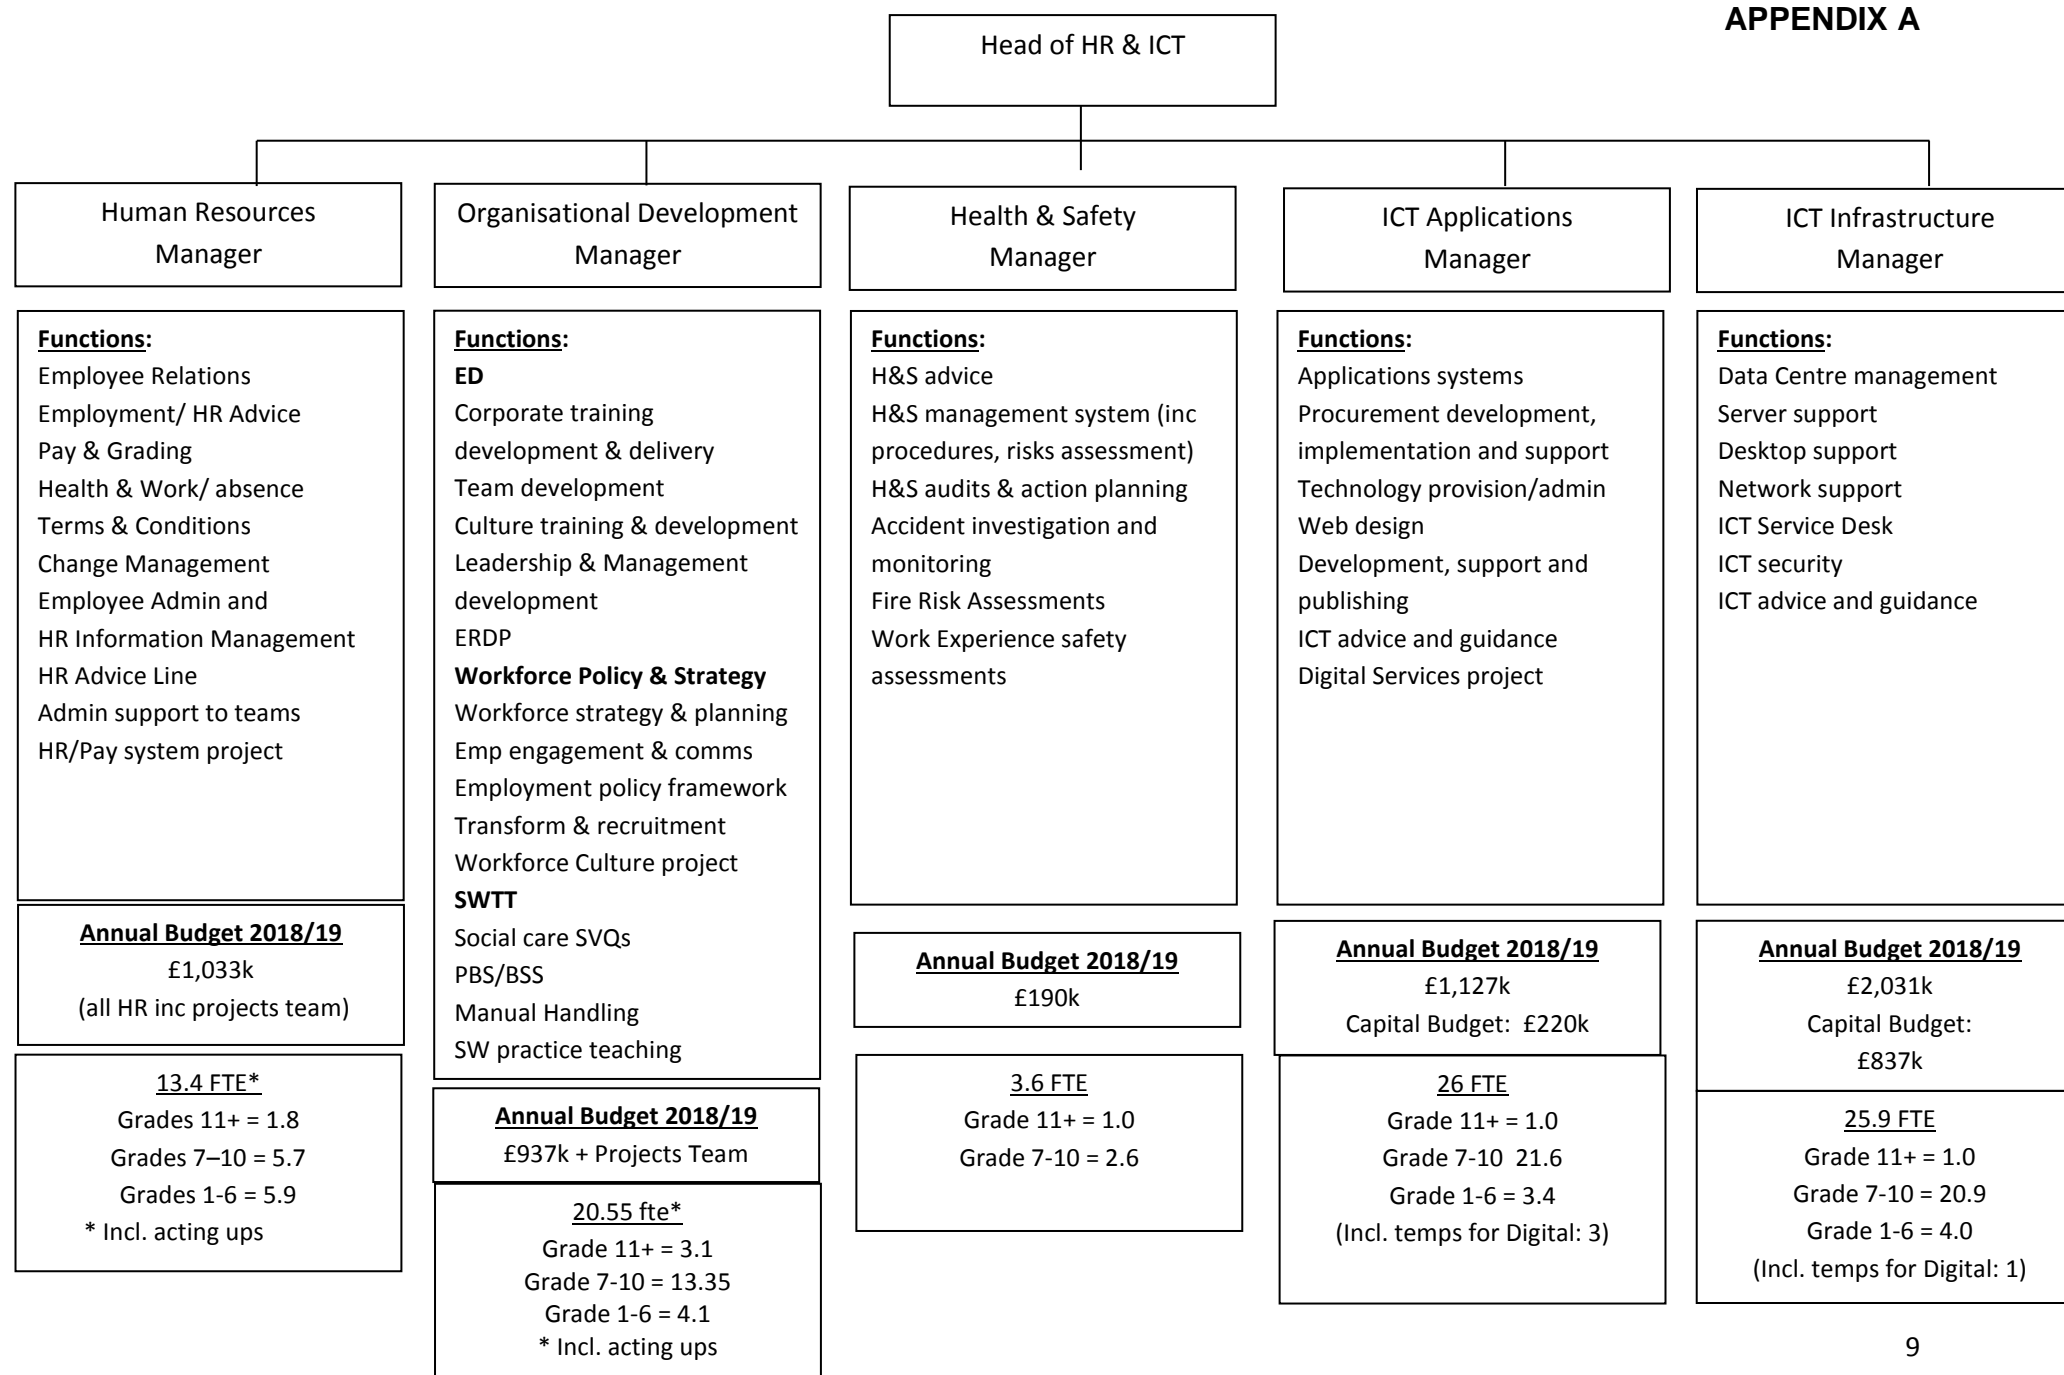 APPENDIX A
Head of HR & ICT
Human Resources
Manager
Functions:
Employee Relations
Employment/ HR Advice
Pay & Grading
Health & Work/ absence
Terms & Conditions
Change Management
Employee Admin and
HR Information Management
HR Advice Line
Admin support to teams
HR/Pay system project
Annual Budget 2018/19
£1,033k
(all HR inc projects team)
13.4 FTE*
Grades 11+ = 1.8
Grades 7–10 = 5.7
Grades 1-6 = 5.9
* Incl. acting ups
Organisational Development
Manager
Functions:
ED
Corporate training
development & delivery
Team development
Culture training & development
Leadership & Management
development
ERDP
Workforce Policy & Strategy
Workforce strategy & planning
Emp engagement & comms
Employment policy framework
Transform & recruitment
Workforce Culture project
SWTT
Social care SVQs
PBS/BSS
Manual Handling
SW practice teaching
Annual Budget 2018/19
£937k + Projects Team
20.55 fte*
Grade 11+ = 3.1
Grade 7-10 = 13.35
Grade 1-6 = 4.1
* Incl. acting ups
Health & Safety
Manager
Functions:
H&S advice
H&S management system (inc
procedures, risks assessment)
H&S audits & action planning
Accident investigation and
monitoring
Fire Risk Assessments
Work Experience safety
assessments
Annual Budget 2018/19
£190k
3.6 FTE
Grade 11+ = 1.0
Grade 7-10 = 2.6
ICT Applications
Manager
Functions:
Applications systems
Procurement development,
implementation and support
Technology provision/admin
Web design
Development, support and
publishing
ICT advice and guidance
Digital Services project
Annual Budget 2018/19
£1,127k
Capital Budget: £220k
26 FTE
Grade 11+ = 1.0
Grade 7-10 21.6
Grade 1-6 = 3.4
(Incl. temps for Digital: 3)
ICT Infrastructure
Manager
Functions:
Data Centre management
Server support
Desktop support
Network support
ICT Service Desk
ICT security
ICT advice and guidance
Annual Budget 2018/19
£2,031k
Capital Budget:
£837k
25.9 FTE
Grade 11+ = 1.0
Grade 7-10 = 20.9
Grade 1-6 = 4.0
(Incl. temps for Digital: 1)
9